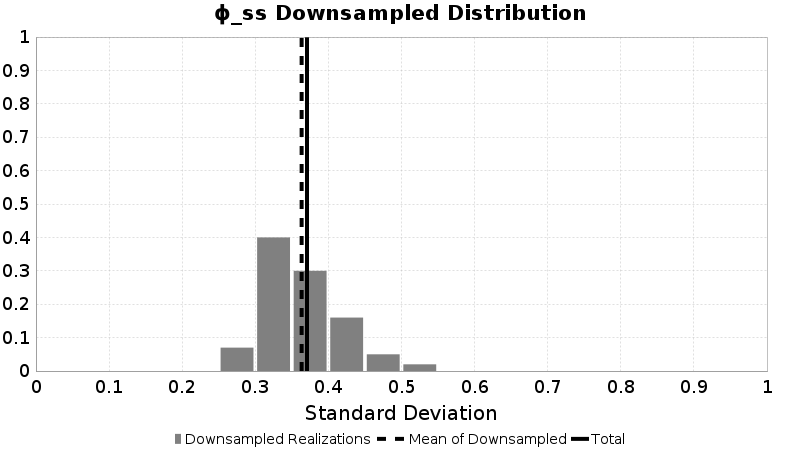 ϕ_ss Downsampled Distribution
1
0.9
0.8
0.7
0.6
0.5
0.4
0.3
0.2
0.1
0
0 0.1 0.2 0.3 0.4 0.5 0.6 0.7 0.8 0.9 1
Standard Deviation
Downsampled Realizations Mean of Downsampled Total